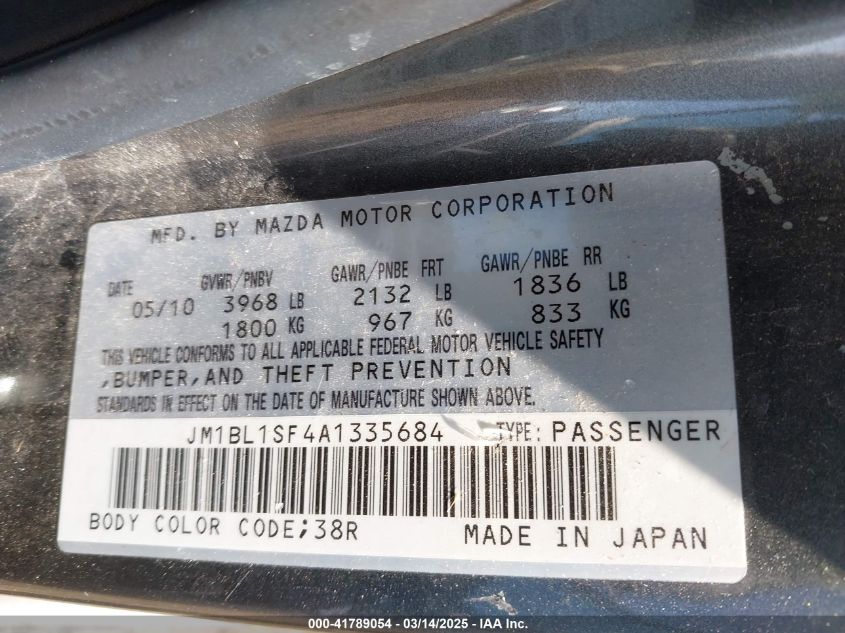 MFD. BY MAZDA MOTOR CORPORATION
DATE GVWR/PNBV GAWR/PNBE FRT GAWR/PNBE RR
05/10 3968 LB 2132 LB 1836 LB
1800 KG 967 KG 833 KG
THIS VEHICLE CONFORMS TO ALL APPLICABLE FEDERAL MOTOR VEHICLE SAFETY
,BUMPER,AND THEFT PREVENTION
STANDARDS IN EFFECT ON THE DATE OF MANUFACTURE SHOWN ABOVE.
JM1BL1SF4A1335684 TYPE: PASSENGER
BODY COLOR CODE;38R MADE IN JAPAN
000-41789054 - 03/14/2025 - IAA Inc.